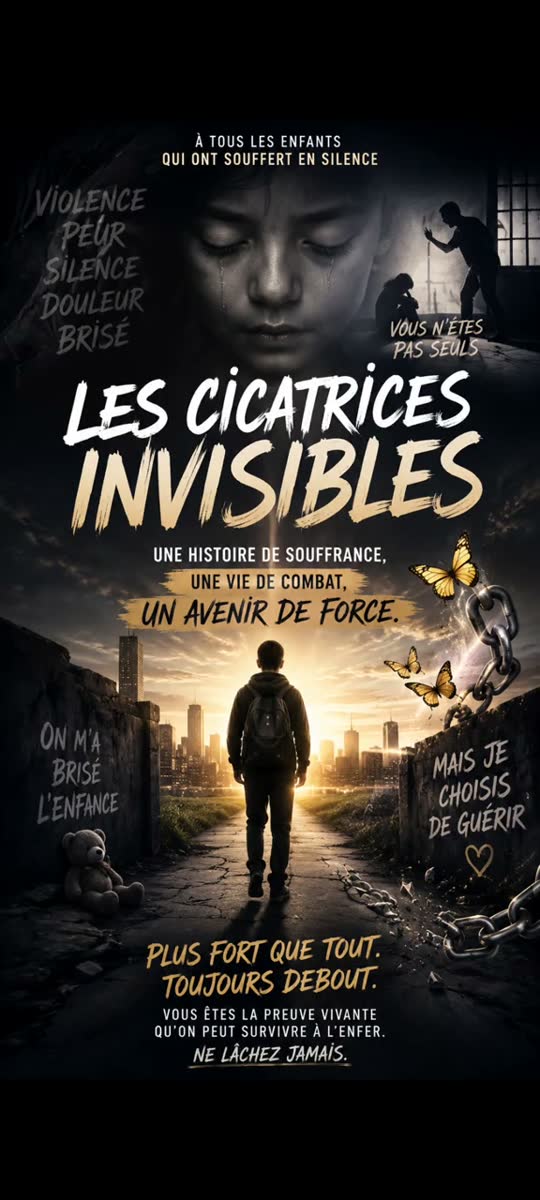 À TOUS LES ENFANTS
QUI ONT SOUFFERT EN SILENCE
VIOLENCE
PEUR
SILENCE
DOULEUR
BRISÉ
VOUS N'ÊTES
PAS SEULS
LES CICATRICES
INVISIBLES
UNE HISTOIRE DE SOUFFRANCE,
UNE VIE DE COMBAT,
UN AVENIR DE FORCE.
ON M'A
BRISÉ
L'ENFANCE
MAIS JE
CHOISIS
DE GUÉRIR
PLUS FORT QUE TOUT.
TOUJOURS DEBOUT.
VOUS ÊTES LA PREUVE VIVANTE
QU'ON PEUT SURVIVRE À L'ENFER.
NE LÂCHEZ JAMAIS.